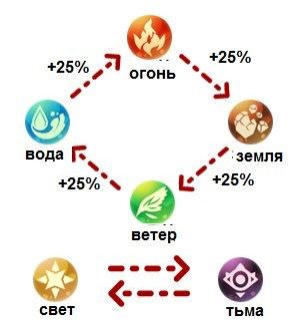 +25%
+25%
огонь
вода
земля
+25%
+25%
ветер
свет
тьма